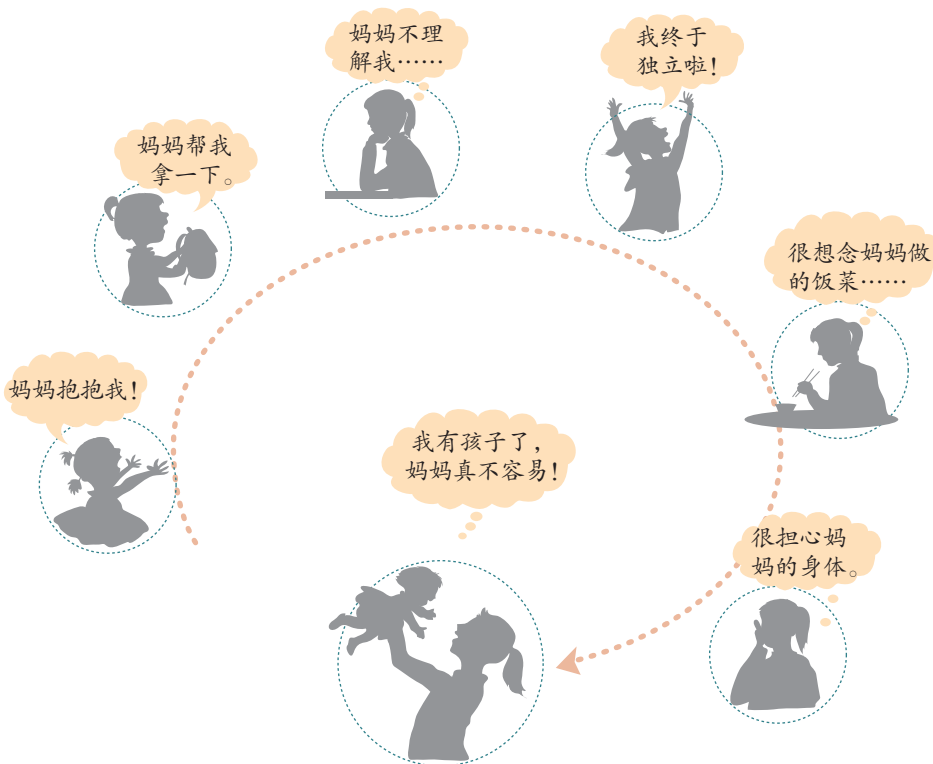 妈妈抱抱我！
妈妈帮我
拿一下。
妈妈不理
解我……
我终于
独立啦！
很想念妈妈做
的饭菜……
很担心妈
妈的身体。
我有孩子了，
妈妈真不容易！